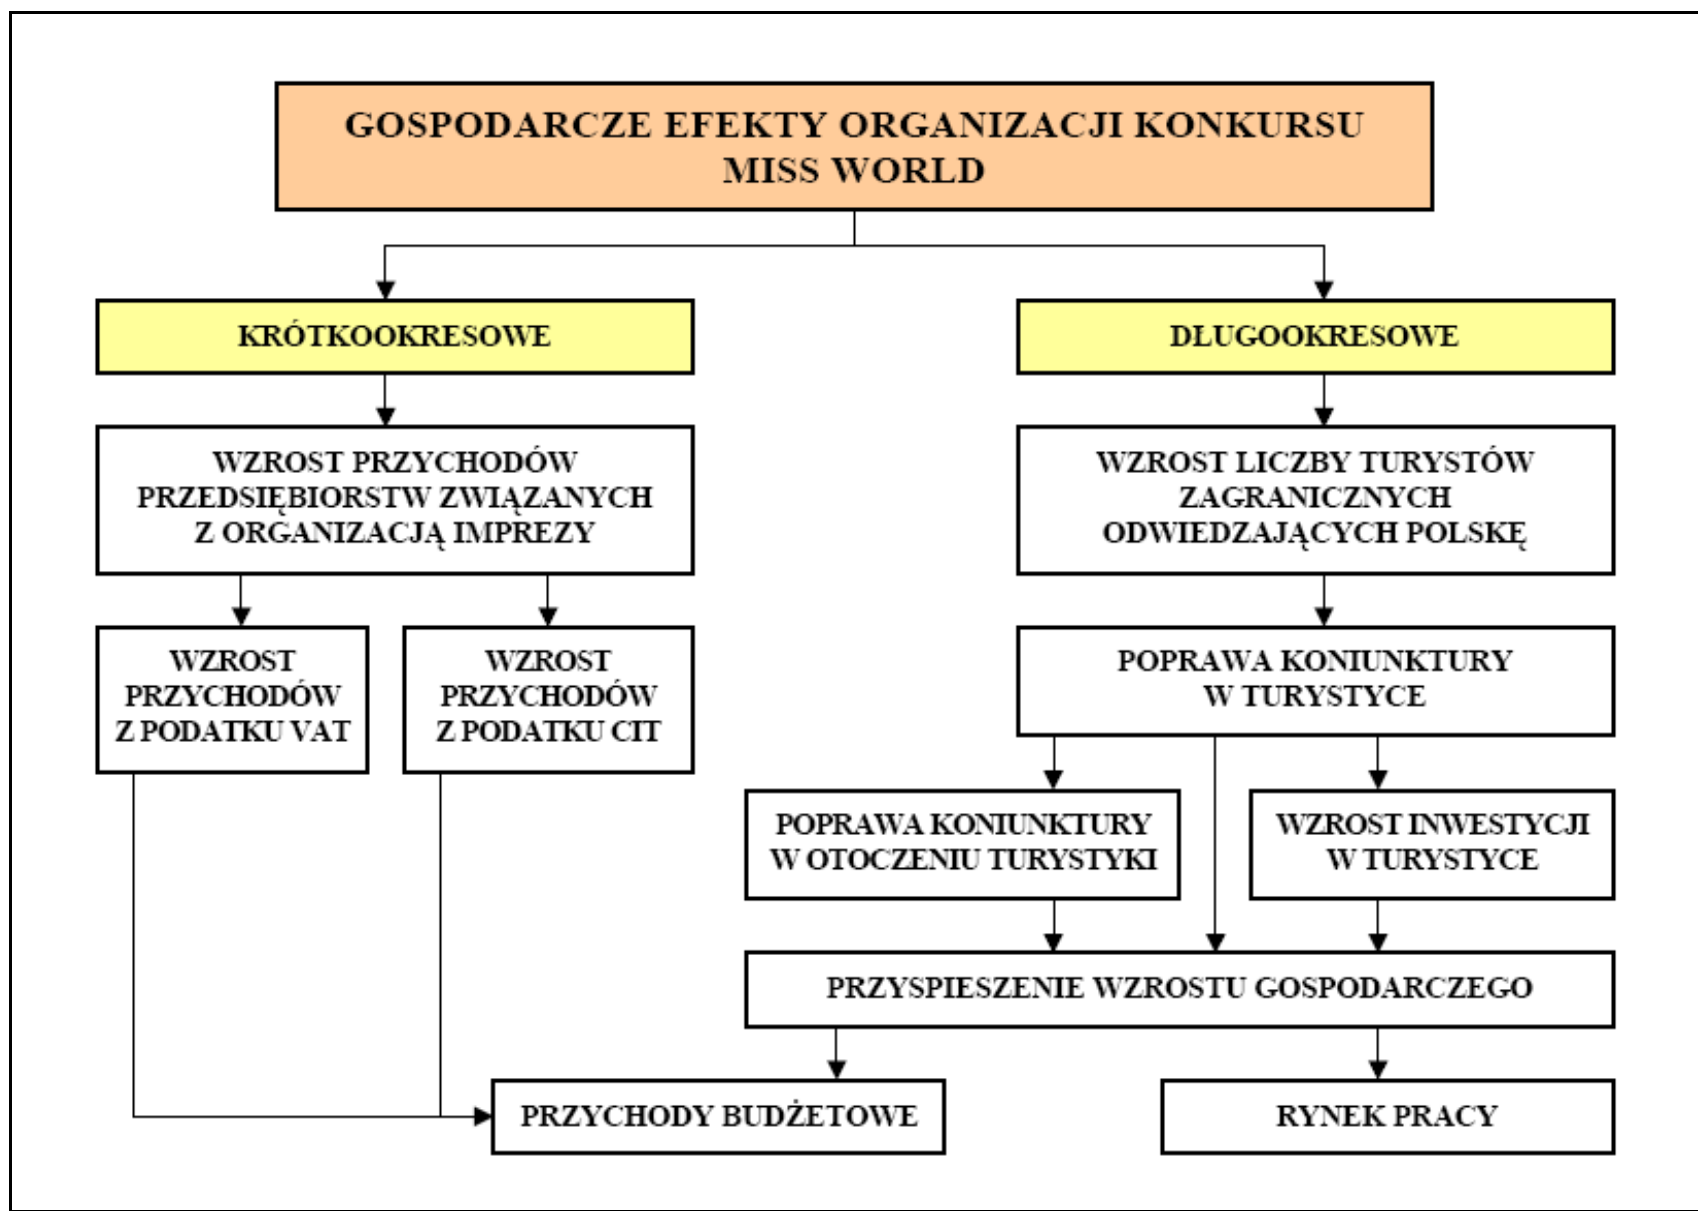 GOSPODARCZE EFEKTY ORGANIZACJI KONKURSU
MISS WORLD
KRÓTKOOKRESOWE
DŁUGOOKRESOWE
WZROST PRZYCHODÓW
PRZEDSIĘBIORSTW ZWIĄZANYCH
Z ORGANIZACJĄ IMPREZY
WZROST LICZBY TURYSTÓW
ZAGRANICZNYCH
ODWIEDZAJĄCYCH POLSKĘ
WZROST
PRZYCHODÓW
Z PODATKU VAT
WZROST
PRZYCHODÓW
Z PODATKU CIT
POPRAWA KONIUNKTURY
W TURYSTYCE
POPRAWA KONIUNKTURY
W OTOCZENIU TURYSTYKI
WZROST INWESTYCJI
W TURYSTYCE
PRZYSPIESZENIE WZROSTU GOSPODARCZEGO
PRZYCHODY BUDŻETOWE
RYNEK PRACY